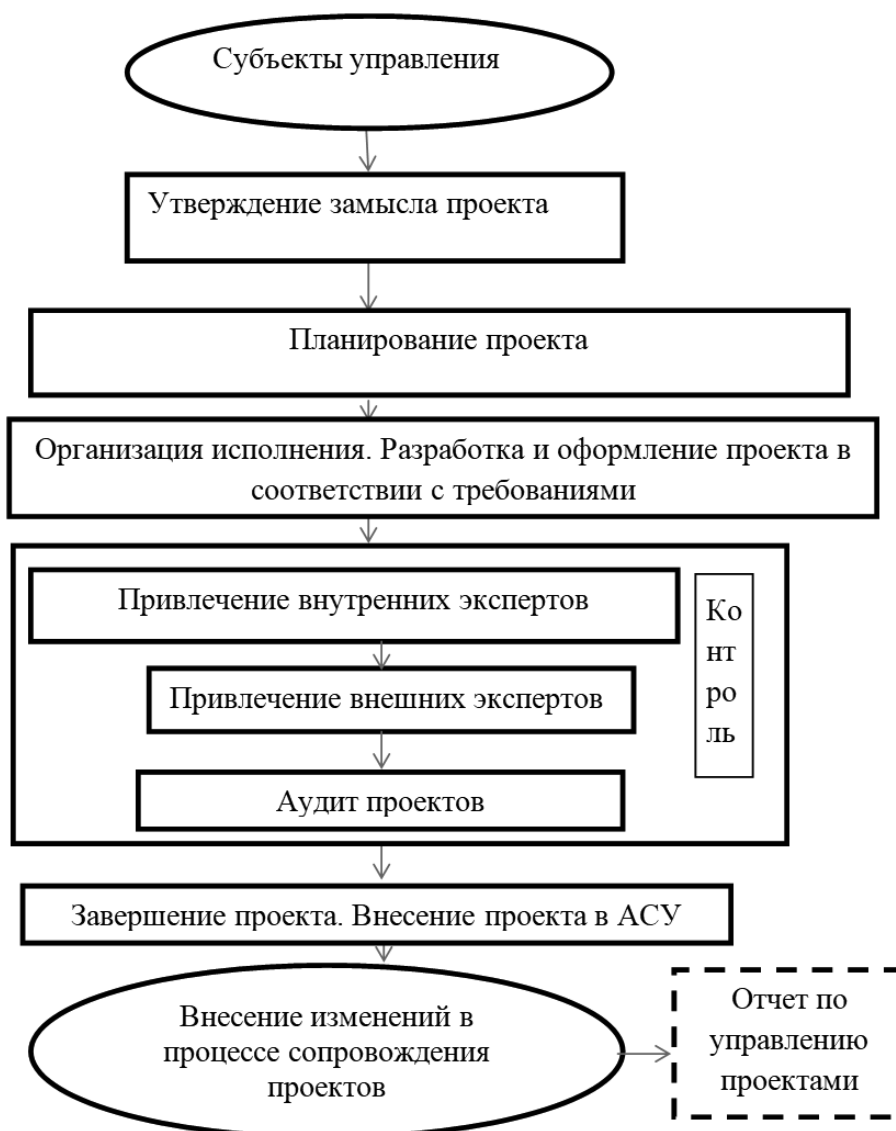 Субъекты управления
Утверждение замысла проекта
Планирование проекта
Организация исполнения. Разработка и оформление проекта в
соответствии с требованиями
Привлечение внутренних экспертов
Ко
нт
ро
ль
Привлечение внешних экспертов
Аудит проектов
Завершение проекта. Внесение проекта в АСУ
Внесение изменений в
процессе сопровождения
проектов
Отчет по
управлению
проектами